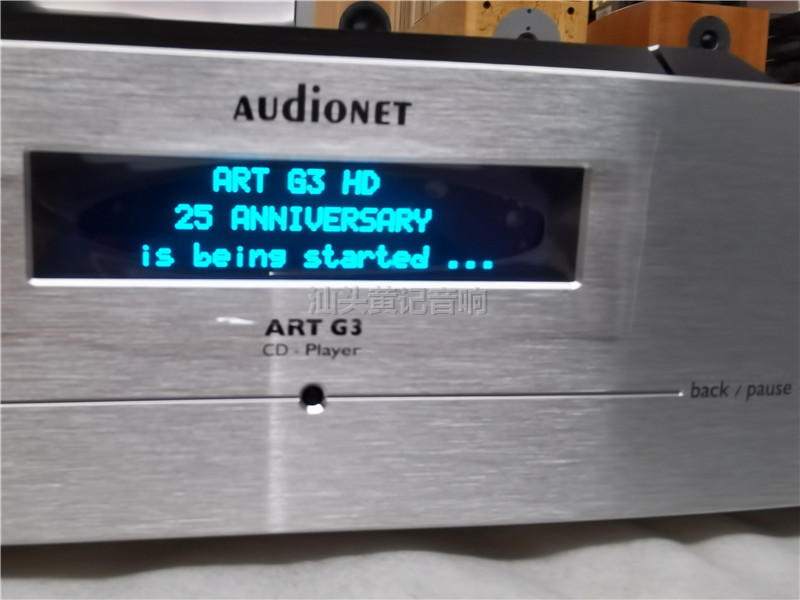 AUDIONET
ART G3 HD
25 ANNIVERSARY
is being started ...
汕头黄记音响
ART G3
CD - Player
back / pause